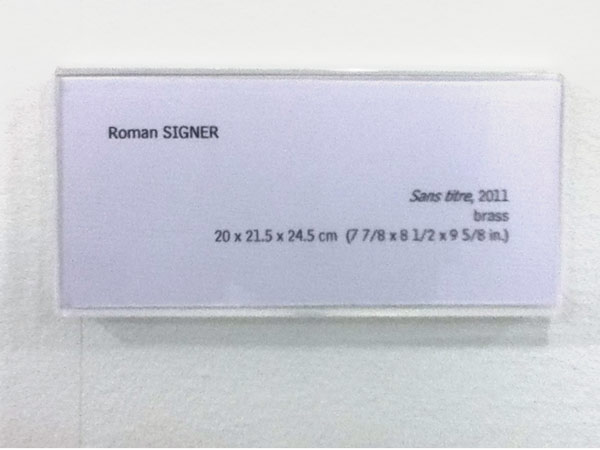 Roman SIGNER
Sans titre, 2011
brass
20 x 21.5 x 24.5 cm (7 7/8 x 8 1/2 x 9 5/8 in.)